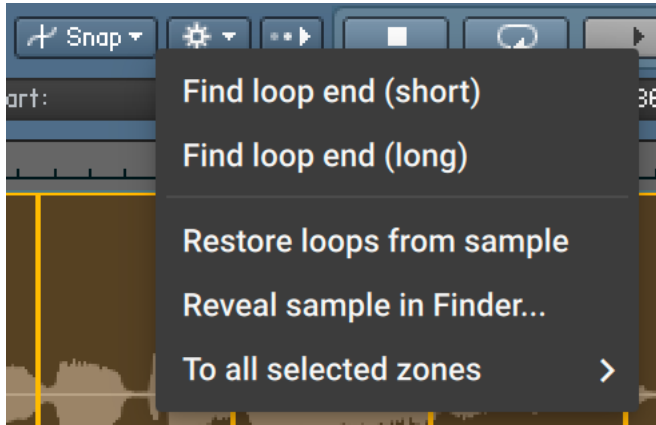 Snap
art:
Find loop end (short)
Find loop end (long)
Restore loops from sample
Reveal sample in Finder...
To all selected zones